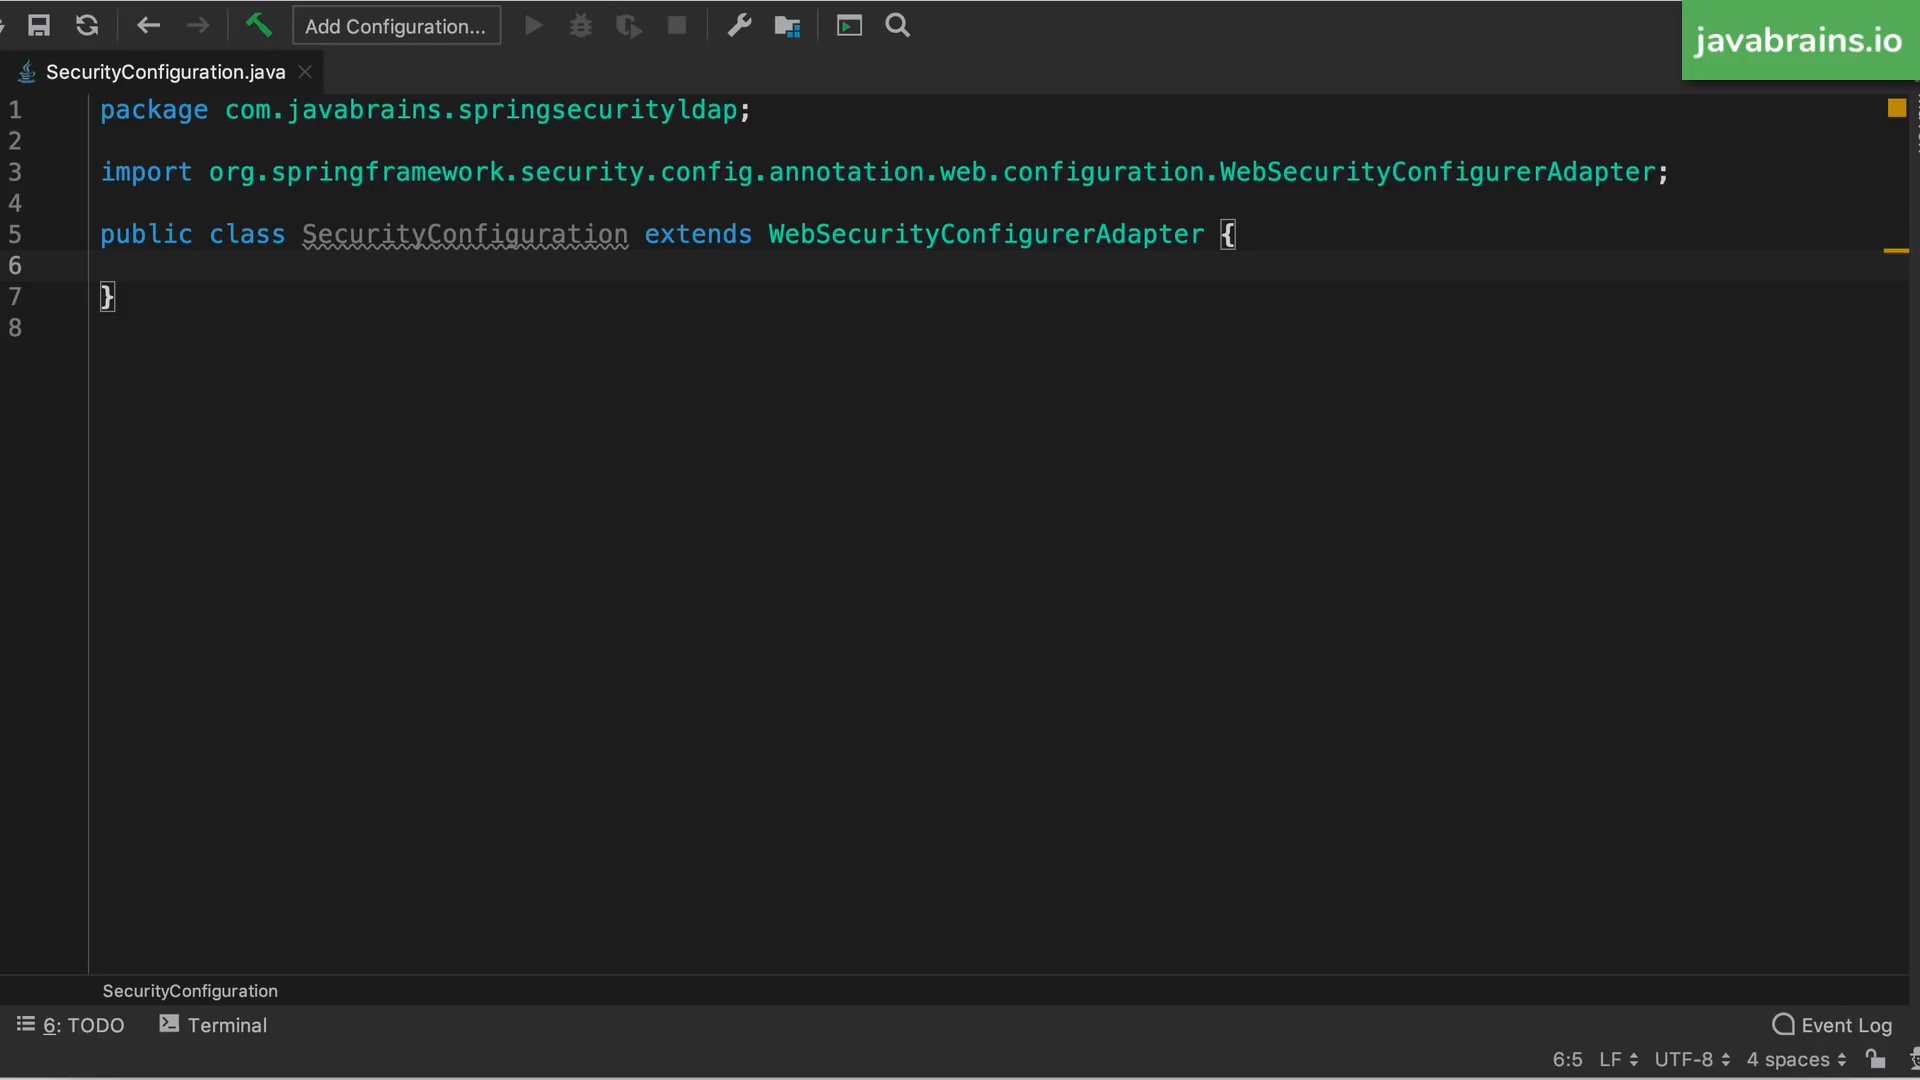 Add Configuration...
javabrains.io
SecurityConfiguration.java
1 package com.javabrains.springsecurityldap;
2
3 import org.springframework.security.config.annotation.web.configuration.WebSecurityConfigurerAdapter;
4
5 public class SecurityConfiguration extends WebSecurityConfigurerAdapter {
6
7 }
8
SecurityConfiguration
6: TODO Terminal Event Log
6:5 LF UTF-8 4 spaces